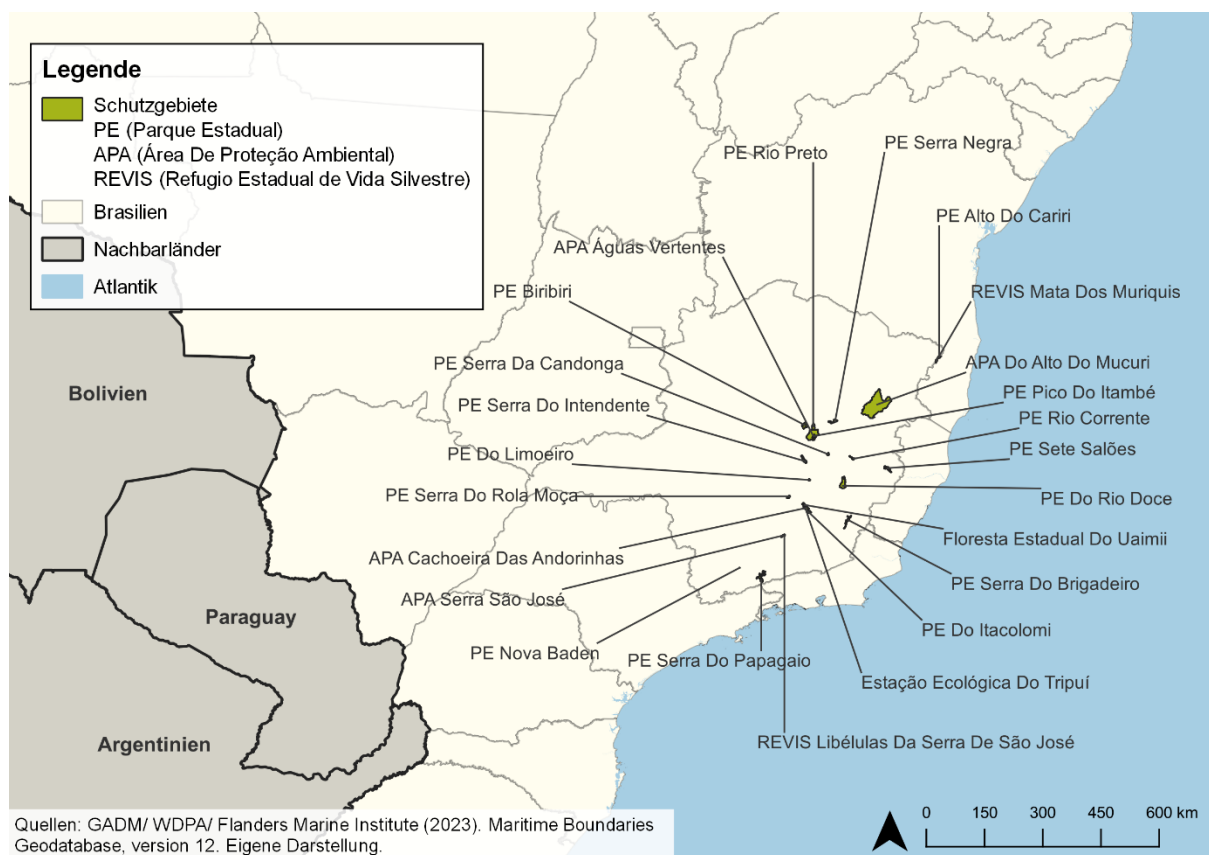 Legende
Schutzgebiete
PE (Parque Estadual)
APA (Área De Proteção Ambiental)
REVIS (Refugio Estadual de Vida Silvestre)
Brasilien
Nachbarländer
Atlantik
PE Serra Negra
PE Rio Preto
PE Alto Do Cariri
APA Águas Vertentes
PE Biribiri
REVIS Mata Dos Muriquis
PE Serra Da Candonga
APA Do Alto Do Mucuri
Bolivien
PE Pico Do Itambé
PE Serra Do Intendente
PE Rio Corrente
PE Sete Salões
PE Do Limoeiro
PE Serra Do Rola Moça
PE Do Rio Doce
Floresta Estadual Do Uaimii
APA Cachoeira Das Andorinhas
PE Serra Do Brigadeiro
APA Serra São José
Paraguay
PE Do Itacolomi
PE Nova Baden
PE Serra Do Papagaio
Estação Ecológica Do Tripuí
Argentinien
REVIS Libélulas Da Serra De São José
0 150 300 450 600 km
Quellen: GADM/ WDPA/ Flanders Marine Institute (2023). Maritime Boundaries
Geodatabase, version 12. Eigene Darstellung.